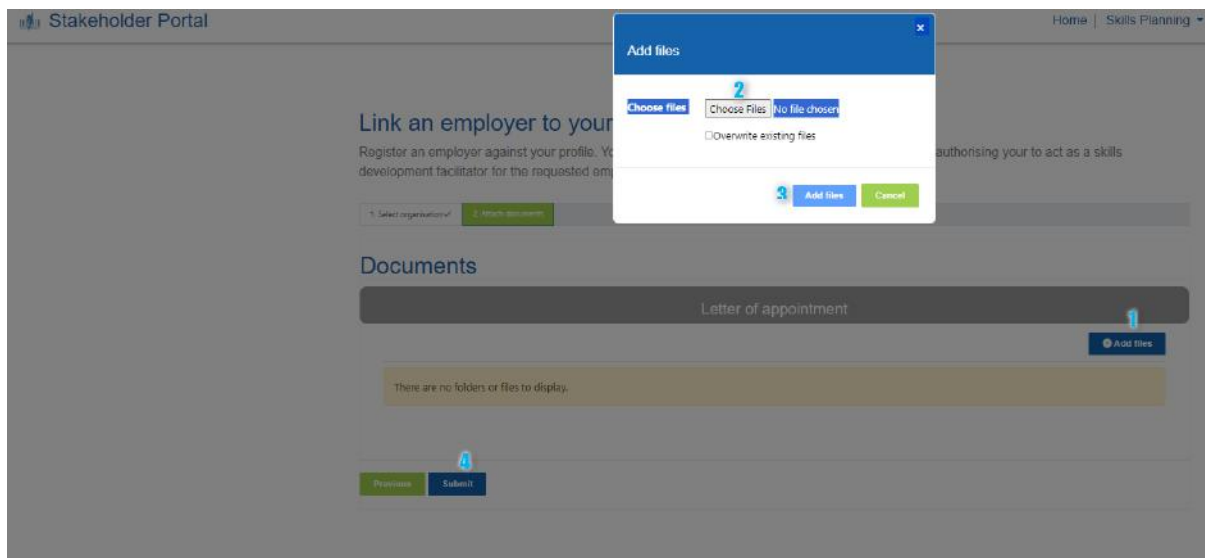 Stakeholder Portal
Home | Skills Planning
Add files
2
Choose files Choose Files No file chosen
Overwrite existing files
Link an employer to your
Register an employer against your profile. Yo authorising your to act as a skills
development facilitator for the requested emp
3 Add files Cancel
1. Select organisation 2. Attach documents
Documents
Letter of appointment
1
Add files
There are no folders or files to display.
4
Previous Submit